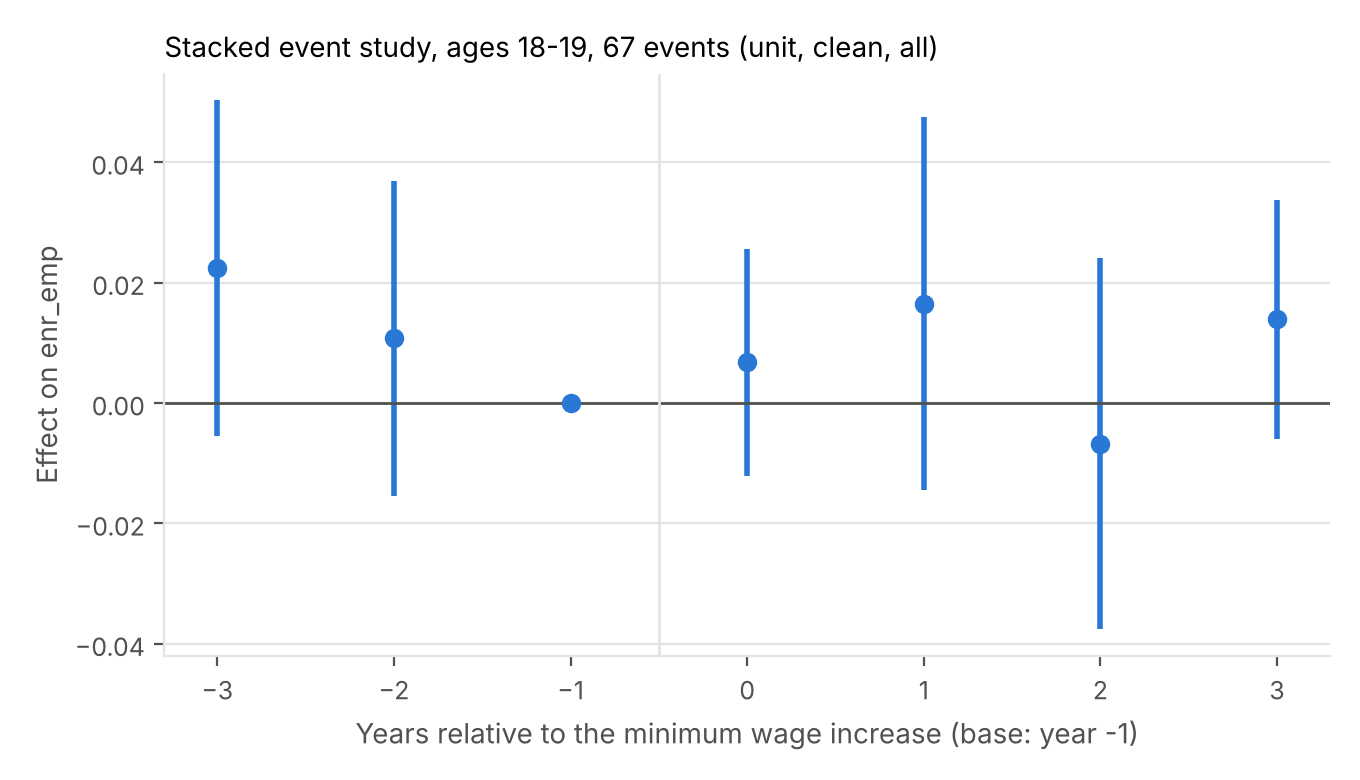 Stacked event study, ages 18-19, 67 events (unit, clean, all)
Effect on enr_emp
0.04
0.02
0.00
−0.02
−0.04
−3 −2 −1 0 1 2 3
Years relative to the minimum wage increase (base: year -1)